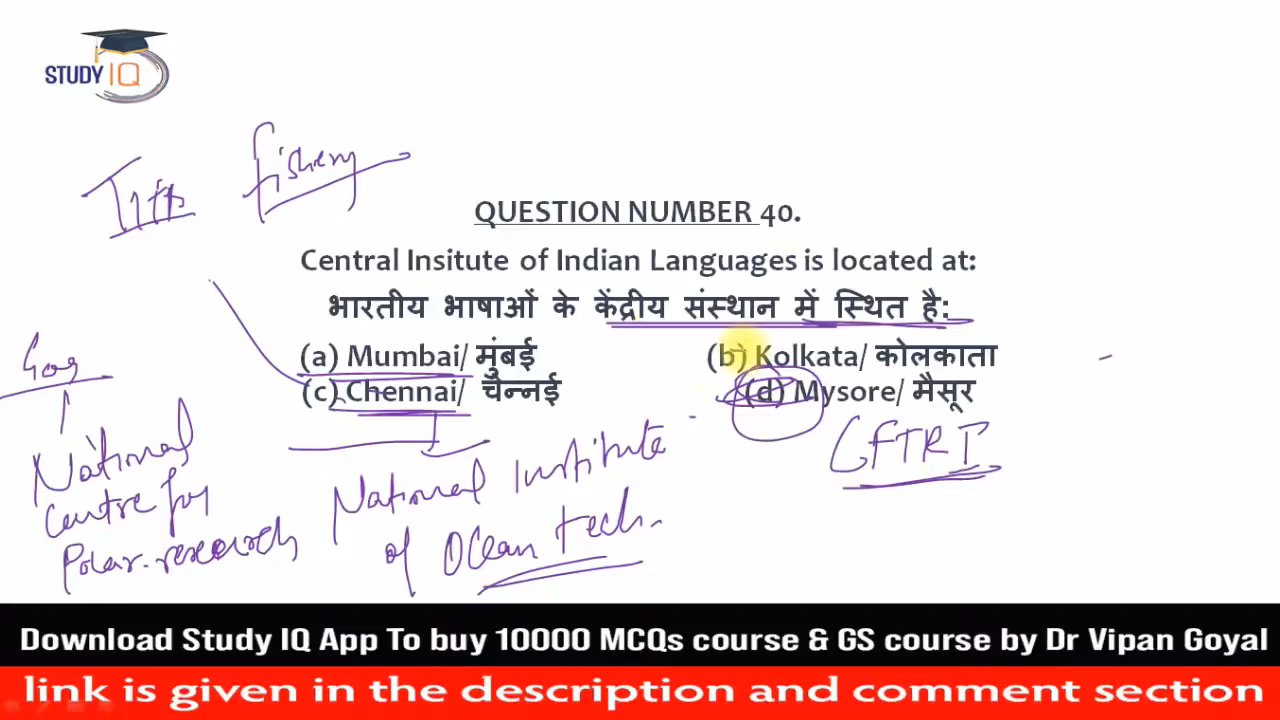 STUDY IQ
fishery
QUESTION NUMBER 40.
Central Insitute of Indian Languages is located at:
भारतीय भाषाओं के केंद्रीय संस्थान में स्थित है:
(a) Mumbai/ मुंबई (b) Kolkata/ कोलकाता
(c) Chennai/ चेन्नई (d) Mysore/ मैसूर
CFTRI
Goa
National
Centre for
Polar research
National Institute
of Ocean tech.
Download Study IQ App To buy 10000 MCQs course & GS course by Dr Vipan Goyal
link is given in the description and comment section